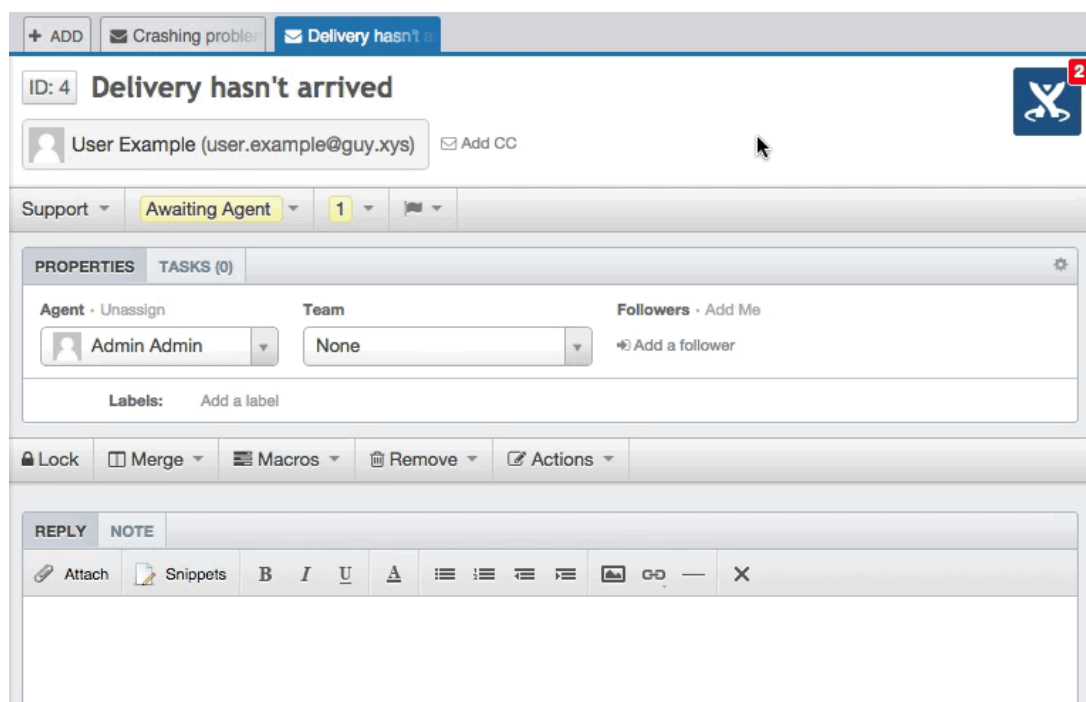 + ADD Crashing problem Delivery hasn't a
ID: 4 Delivery hasn't arrived
2
User Example (user.example@guy.xys) Add CC
Support Awaiting Agent 1
PROPERTIES TASKS (0)
Agent · Unassign Team Followers · Add Me
Admin Admin None Add a follower
Labels: Add a label
Lock Merge Macros Remove Actions
REPLY NOTE
Attach Snippets B I U A